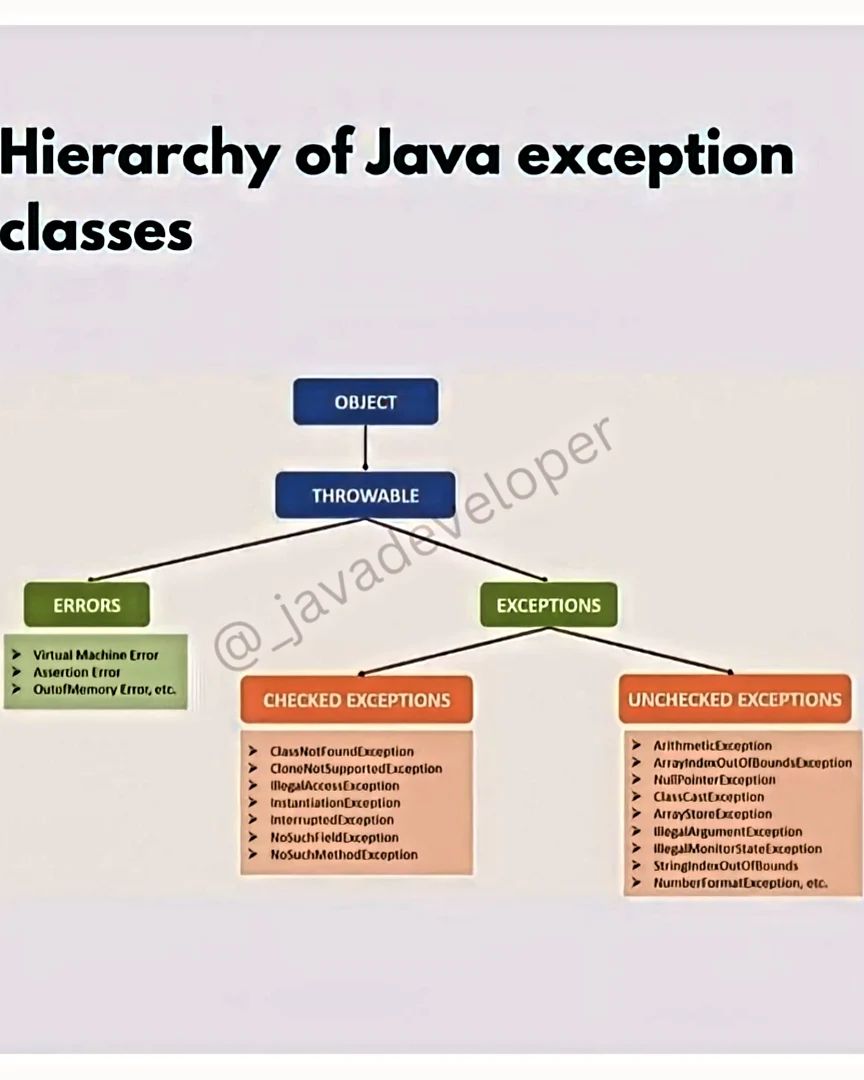 Hierarchy of Java exception
classes
OBJECT
THROWABLE
@_javadeveloper
ERRORS
Virtual Machine Error
Assertion Error
OutofMemory Error, etc.
EXCEPTIONS
CHECKED EXCEPTIONS
ClassNotFoundException
CloneNotSupportedException
IllegalAccessException
InstantiationException
InterruptedException
NoSuchFieldException
NoSuchMethodException
UNCHECKED EXCEPTIONS
ArithmeticException
ArrayIndexOutOfBoundsException
NullPointerException
ClassCastException
ArrayStoreException
IllegalArgumentException
IllegalMonitorStateException
StringIndexOutOfBounds
NumberFormatException, etc.